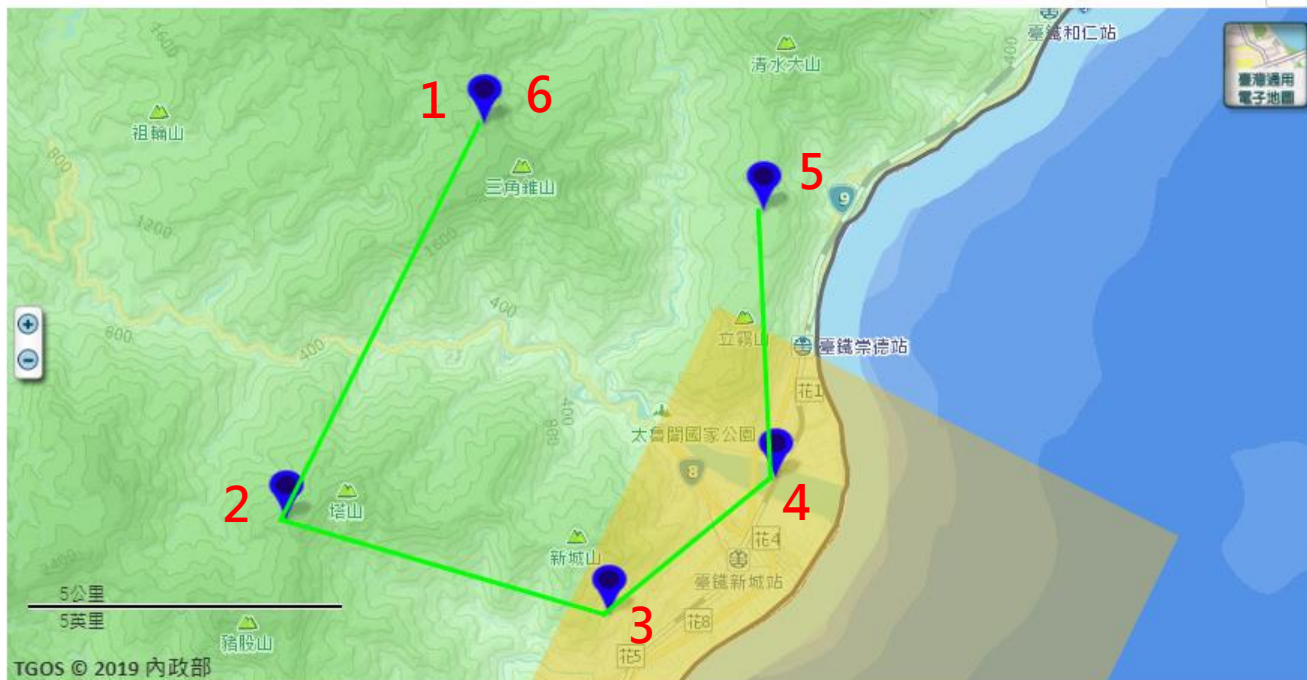 臺鐵和仁站
清水大山
臺灣通用
電子地圖
1
6
祖輪山
1600
400
800
三角錐山
5
9
1200
1600
400
800
400
立霧山
臺鐵崇德站
花1
400
800
太魯閣國家公園
8
4
2
塔山
新城山
花4
臺鐵新城站
5公里
5英里
3
花8
豬股山
花5
TGOS © 2019 內政部